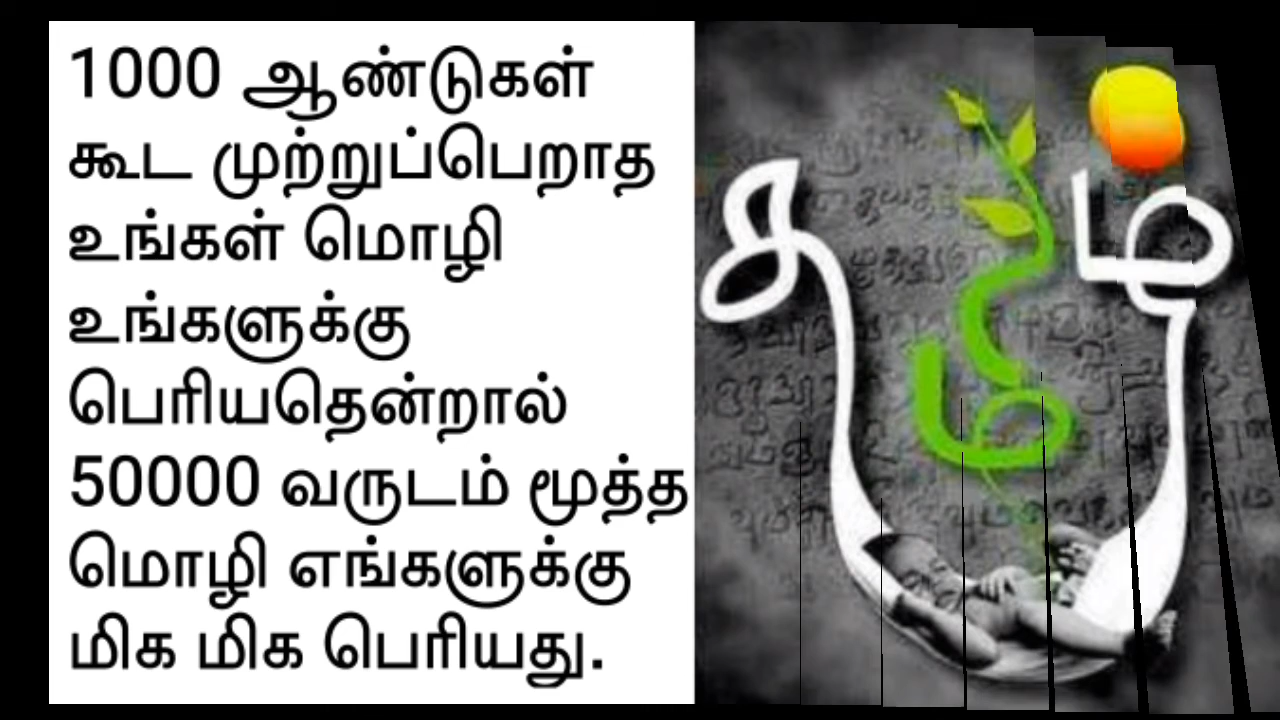 1000 ஆண்டுகள்
கூட முற்றுப்பெறாத
உங்கள் மொழி
உங்களுக்கு
பெரியதென்றால்
50000 வருடம் மூத்த
மொழி எங்களுக்கு
மிக மிக பெரியது.
தமிழ்